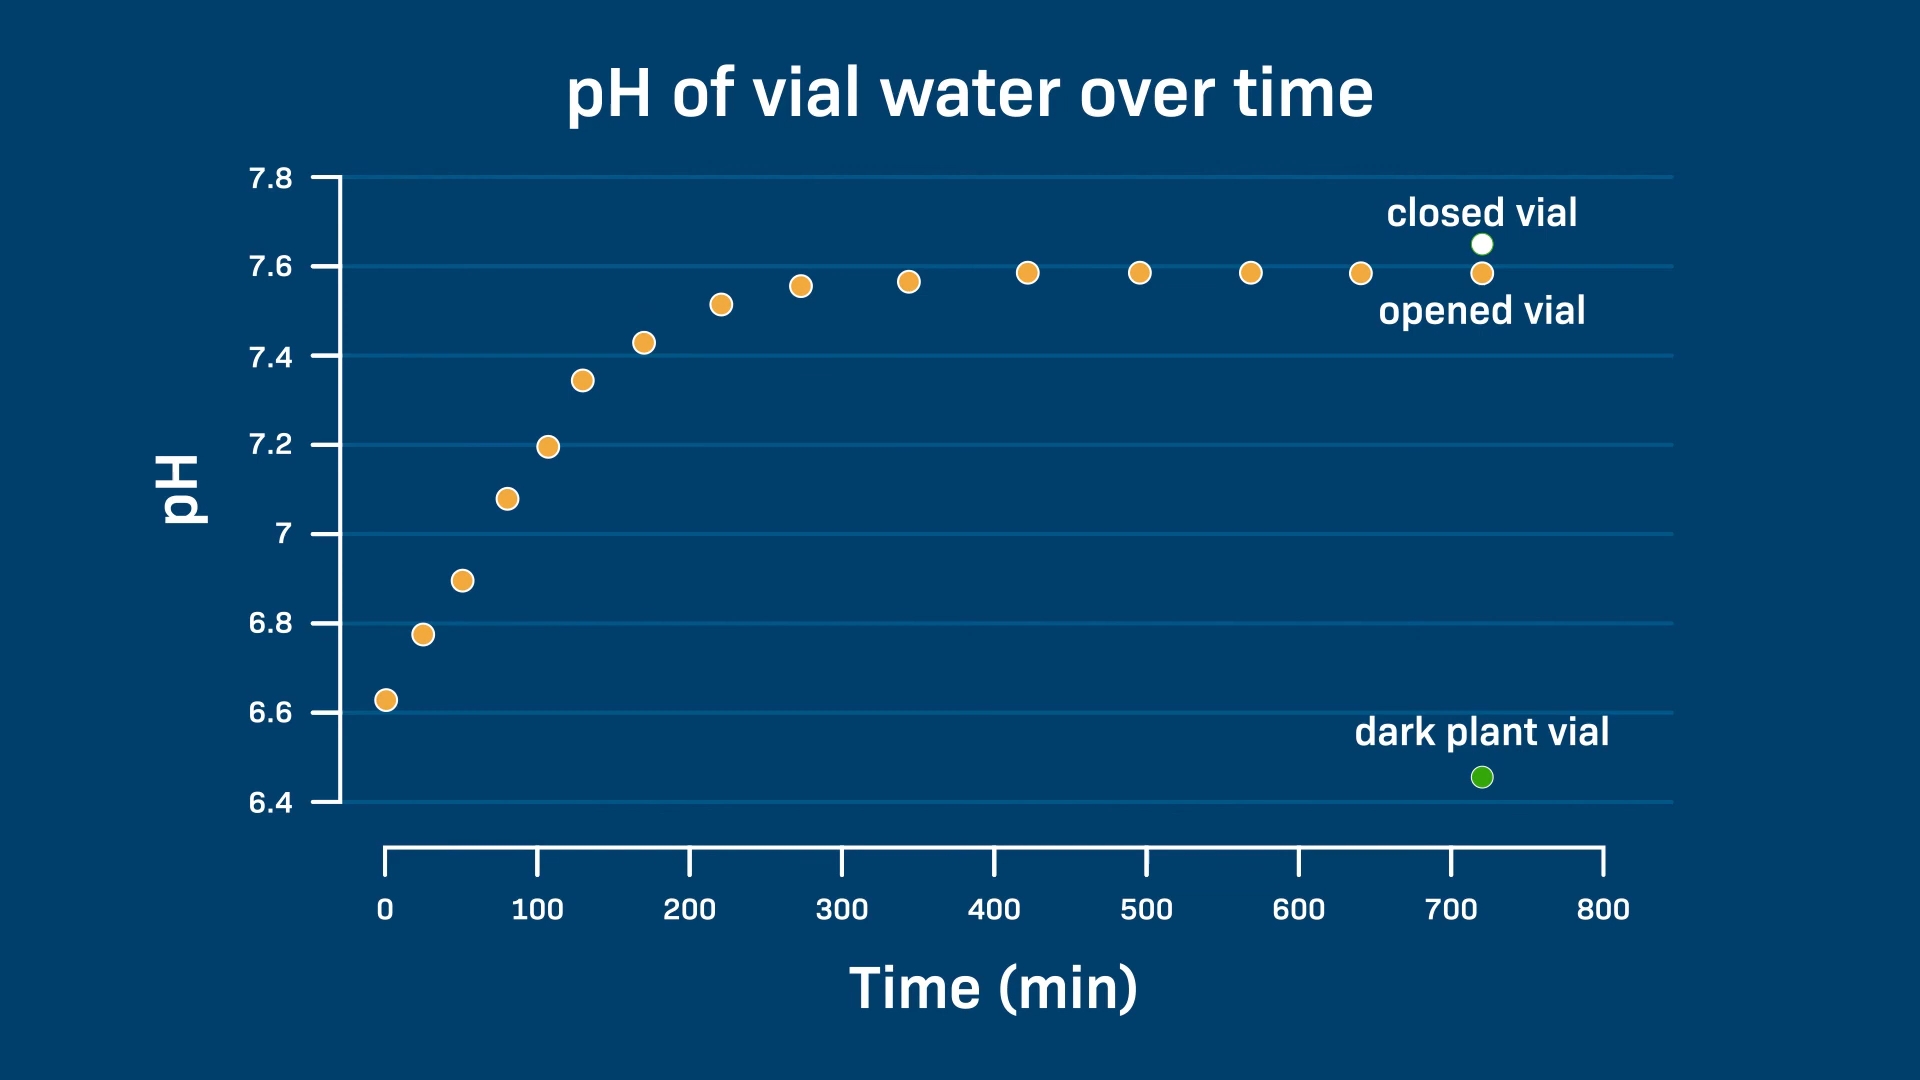 pH of vial water over time
7.8
closed vial
7.6
opened vial
7.4
7.2
pH
7
6.8
6.6
dark plant vial
6.4
0 100 200 300 400 500 600 700 800
Time (min)